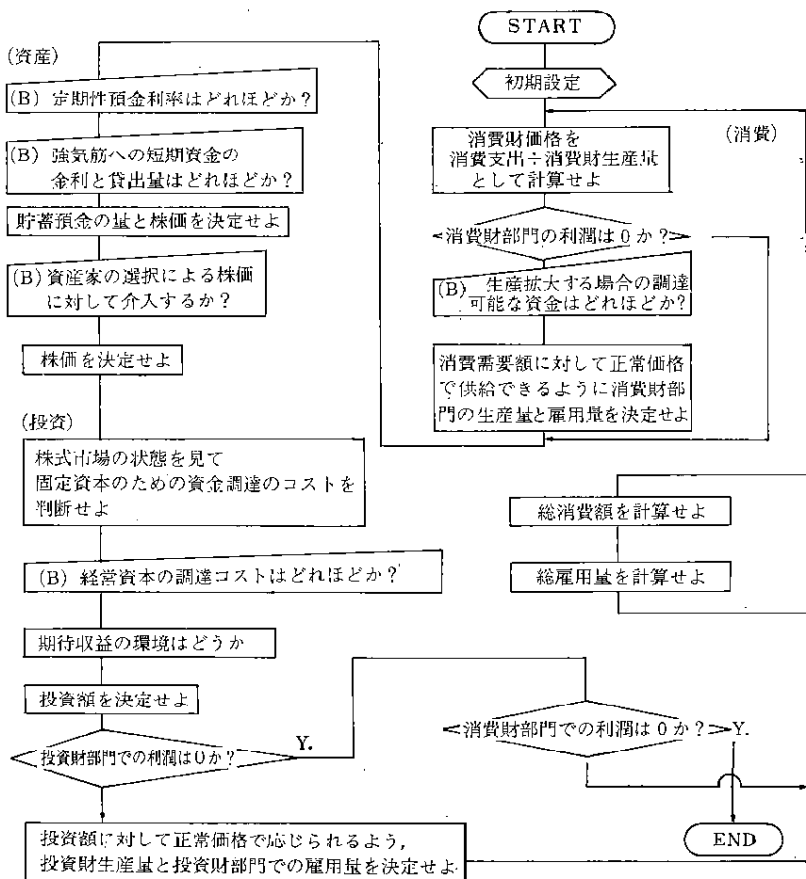 START
初期設定
(消費)
消費財価格を
消費支出÷消費財生産量
として計算せよ
消費財部門の利潤は0か?
(B) 生産拡大する場合の調達
可能な資金はどれほどか?
消費需要額に対して正常価格
で供給できるように消費財部
門の生産量と雇用量を決定せよ
(資産)
(B) 定期性預金利率はどれほどか?
(B) 強気筋への短期資金の
金利と貸出量はどれほどか?
貯蓄預金の量と株価を決定せよ
(B) 資産家の選択による株価
に対して介入するか?
株価を決定せよ
(投資)
株式市場の状態を見て
固定資本のための資金調達のコストを
判断せよ
(B) 経常資本の調達コストはどれほどか?
期待収益の環境はどうか
投資額を決定せよ
投資財部門での利潤は0か?
Y.
投資額に対して正常価格で応じられるよう,
投資財生産量と投資財部門での雇用量を決定せよ
総消費額を計算せよ
総雇用量を計算せよ
消費財部門での利潤は0か?
Y.
END